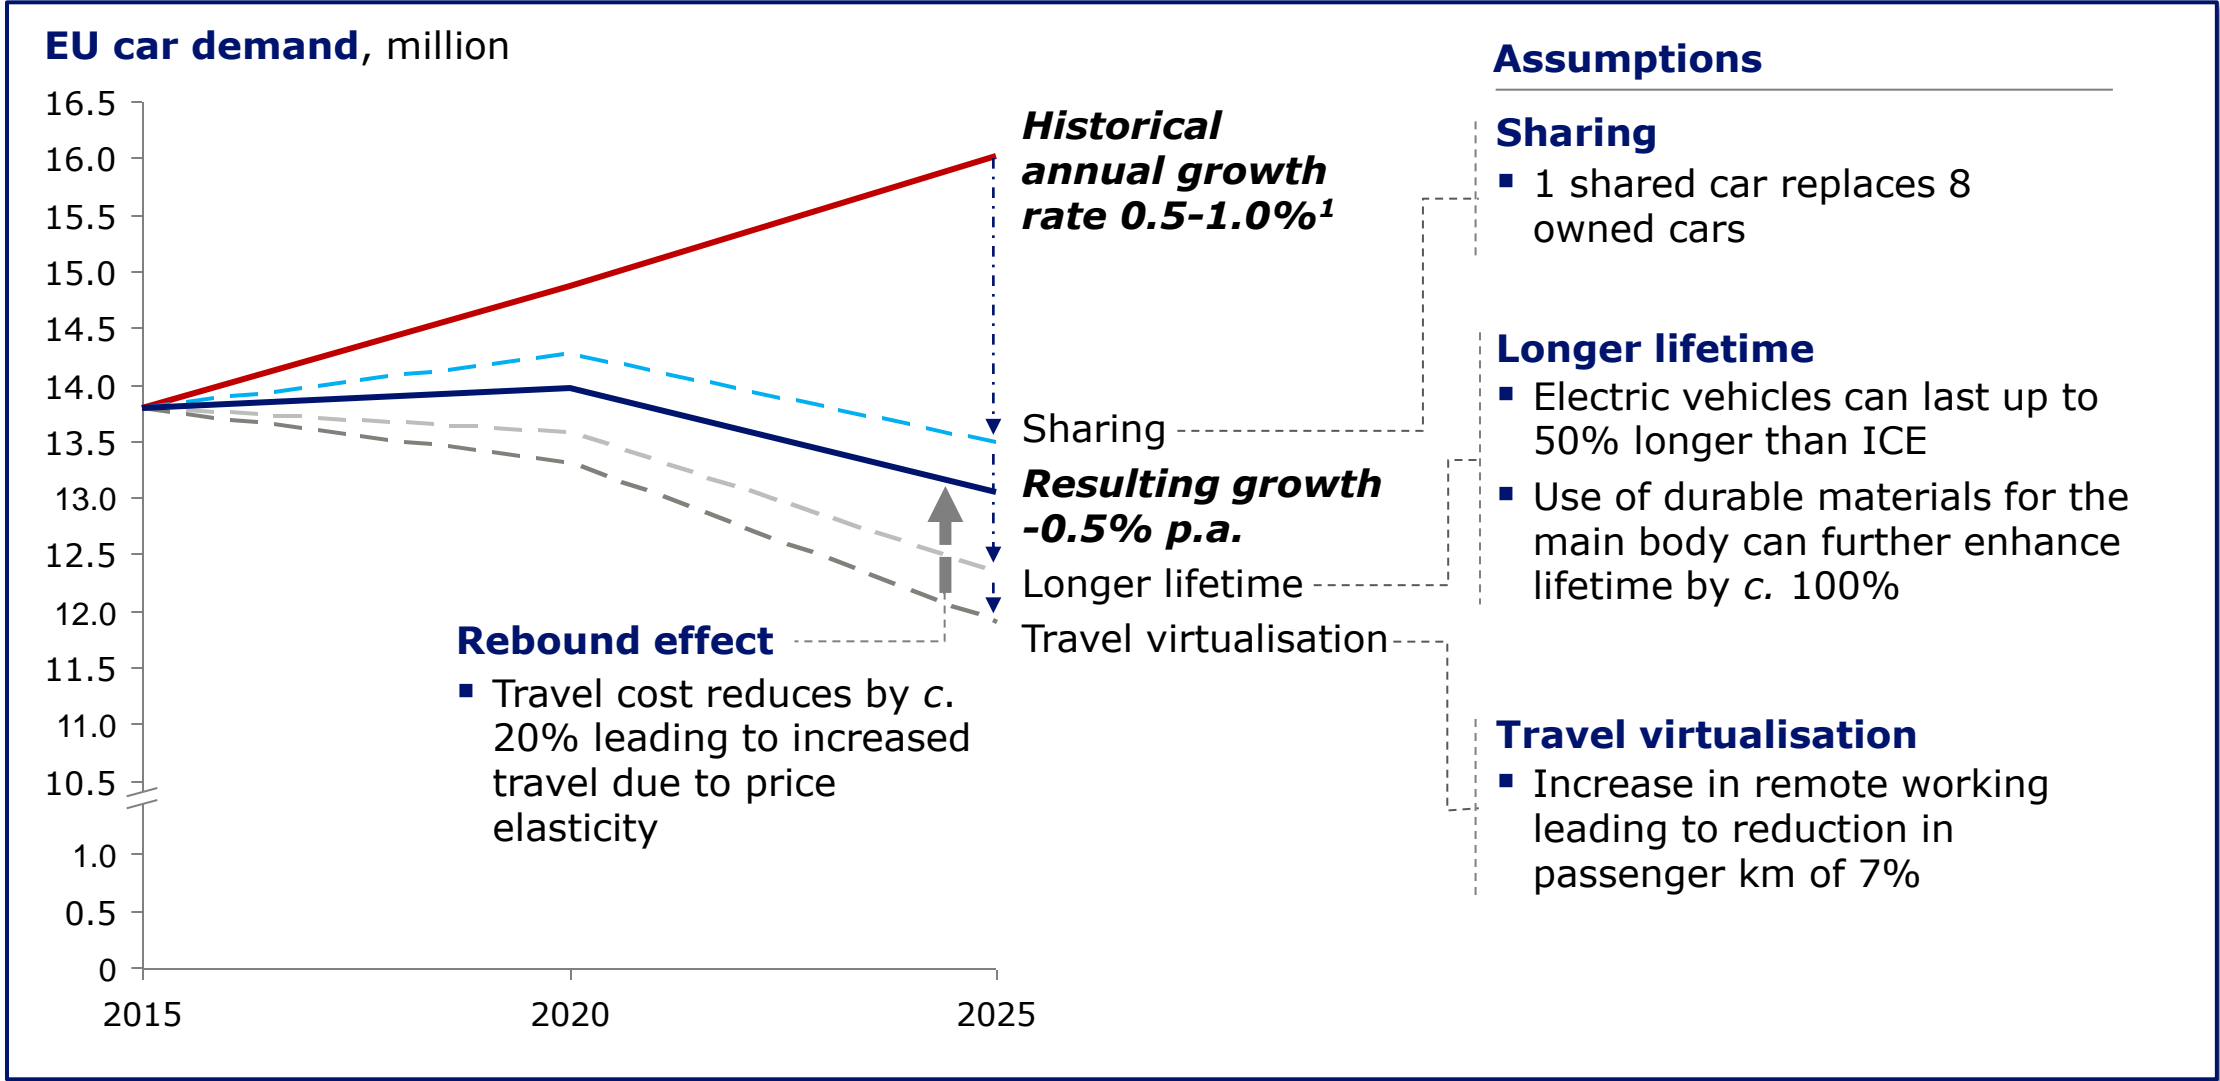 EU car demand, million
16.5
16.0
15.5
15.0
14.5
14.0
13.5
13.0
12.5
12.0
11.5
11.0
10.5
1.0
0.5
0
2015
2020
2025
Historical
annual growth
rate 0.5-1.0%¹
Sharing
Resulting growth
-0.5% p.a.
Longer lifetime
Travel virtualisation
Rebound effect
▪ Travel cost reduces by c.
20% leading to increased
travel due to price
elasticity
Assumptions
Sharing
▪ 1 shared car replaces 8
owned cars
Longer lifetime
▪ Electric vehicles can last up to
50% longer than ICE
▪ Use of durable materials for the
main body can further enhance
lifetime by c. 100%
Travel virtualisation
▪ Increase in remote working
leading to reduction in
passenger km of 7%